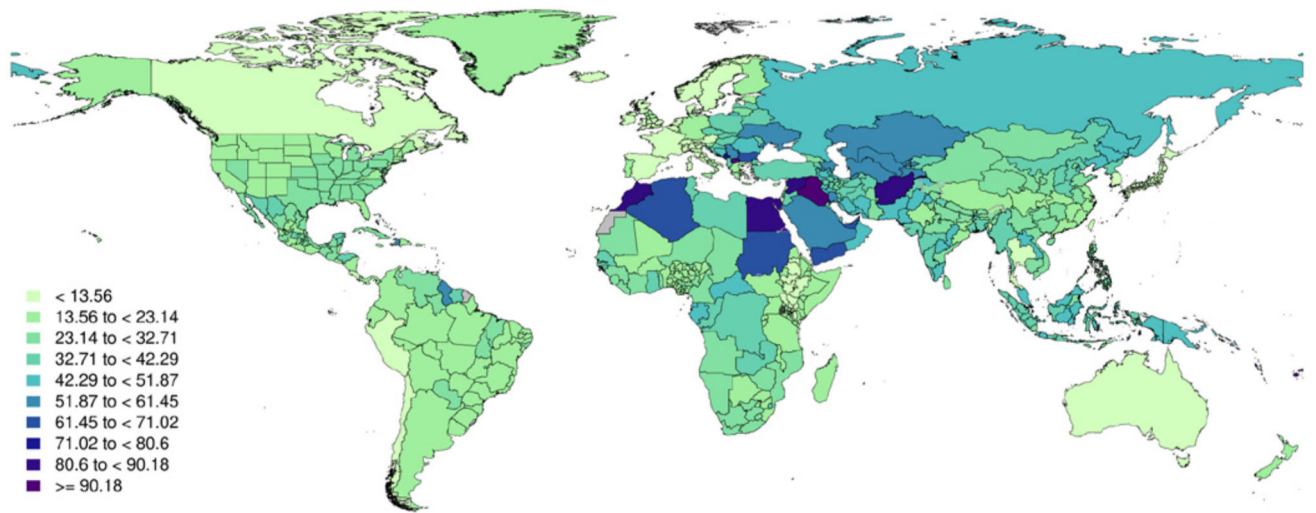 < 13.56
13.56 to < 23.14
23.14 to < 32.71
32.71 to < 42.29
42.29 to < 51.87
51.87 to < 61.45
61.45 to < 71.02
71.02 to < 80.6
80.6 to < 90.18
>= 90.18